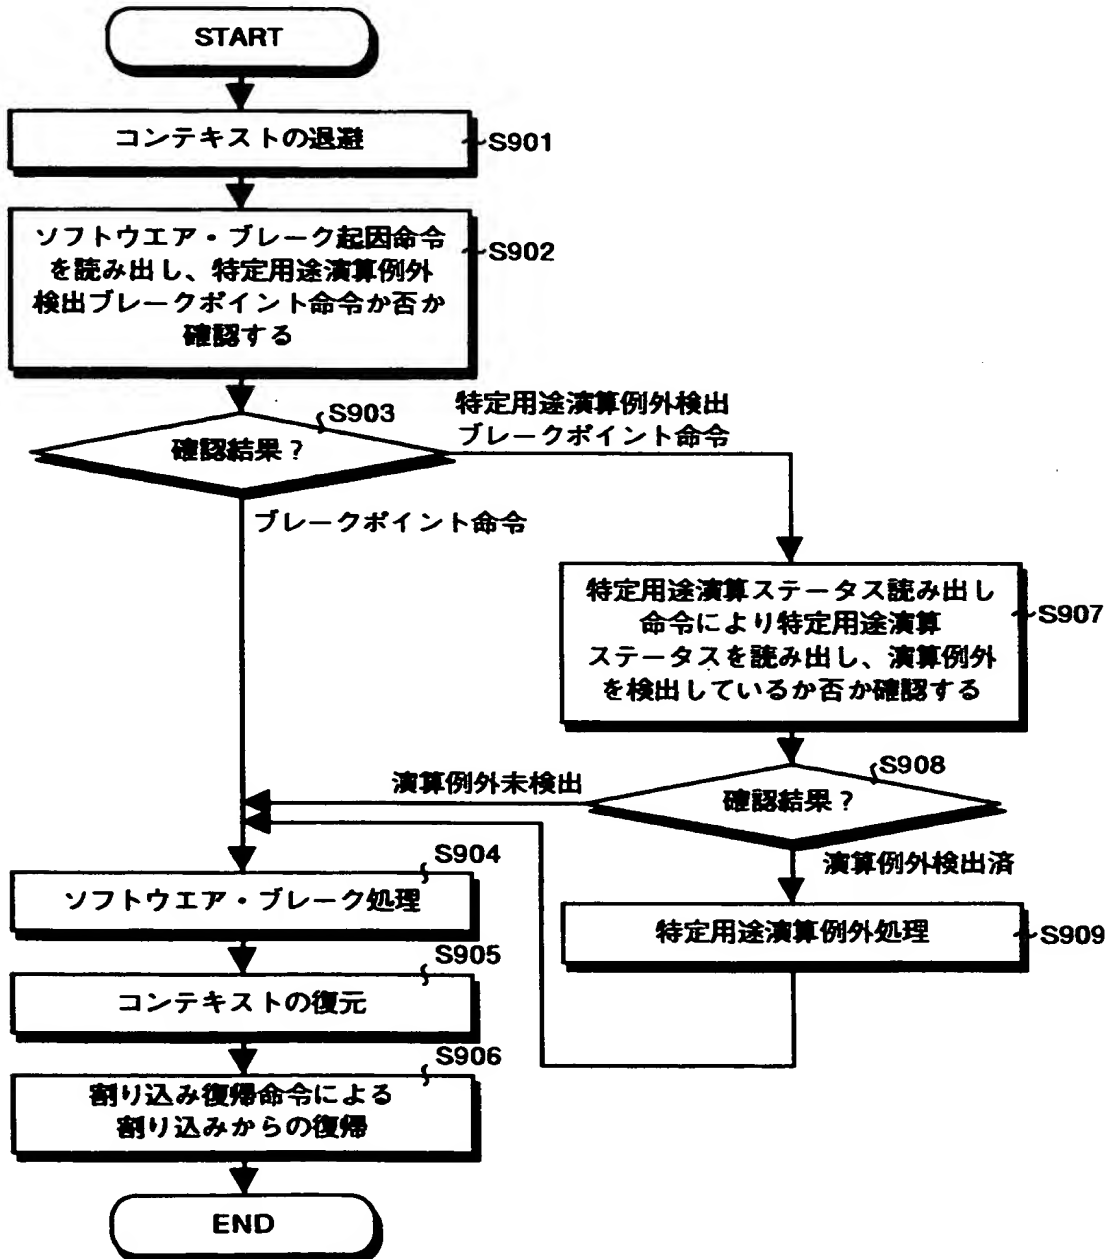 START
コンテキストの退避
S901
ソフトウエア・ブレーク起因命令
を読み出し、特定用途演算例外
検出ブレークポイント命令か否か
確認する
S902
S903
確認結果？
特定用途演算例外検出
ブレークポイント命令
ブレークポイント命令
特定用途演算ステータス読み出し
命令により特定用途演算
ステータスを読み出し、演算例外
を検出しているか否か確認する
S907
S908
確認結果？
演算例外未検出
演算例外検出済
特定用途演算例外処理
S909
S904
ソフトウエア・ブレーク処理
S905
コンテキストの復元
S906
割り込み復帰命令による
割り込みからの復帰
END